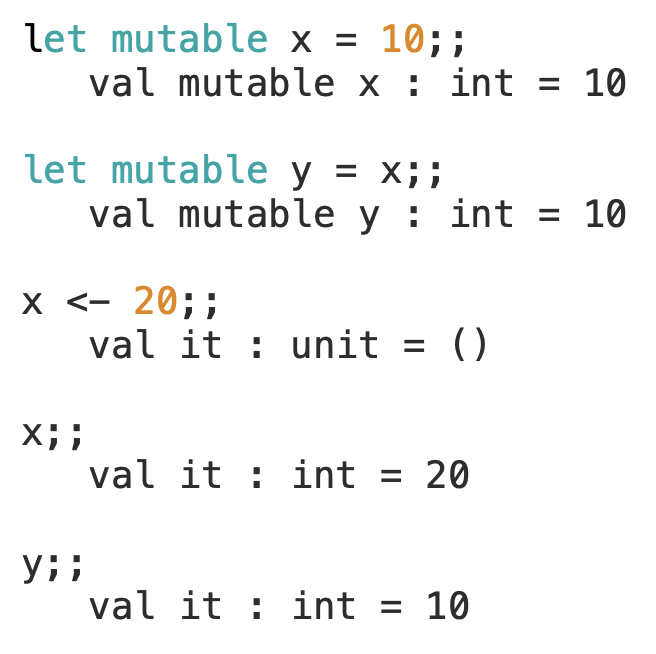 let mutable x = 10;;
val mutable x : int = 10
let mutable y = x;;
val mutable y : int = 10
x <- 20;;
val it : unit = ()
x;;
val it : int = 20
y;;
val it : int = 10